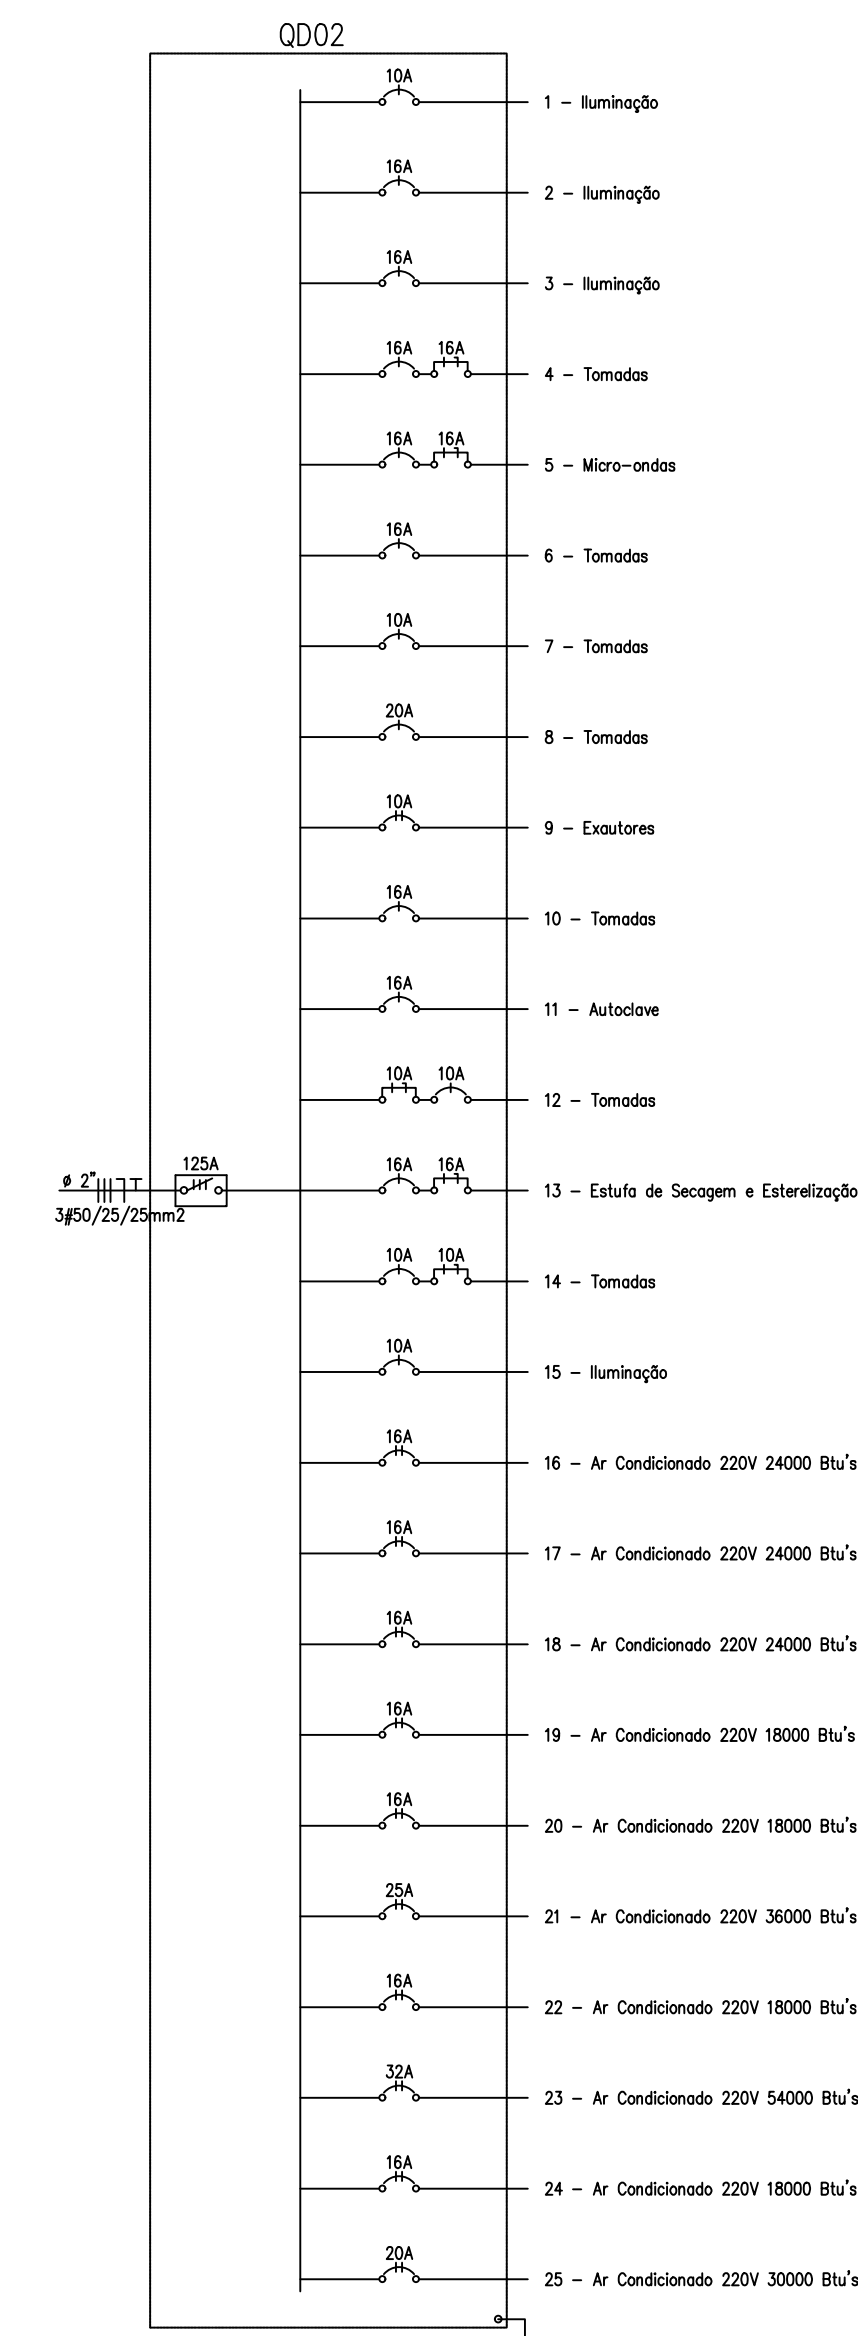 QD02
10A
1 - Iluminação
16A
2 - Iluminação
16A
3 - Iluminação
16A 16A
4 - Tomadas
16A 16A
5 - Micro-ondas
16A
6 - Tomadas
10A
7 - Tomadas
20A
8 - Tomadas
10A
9 - Exautores
16A
10 - Tomadas
16A
11 - Autoclave
10A 10A
12 - Tomadas
ø 2"
125A
16A 16A
13 - Estufa de Secagem e Esterelização
3#50/25/25mm2
10A 10A
14 - Tomadas
10A
15 - Iluminação
16A
16 - Ar Condicionado 220V 24000 Btu's
16A
17 - Ar Condicionado 220V 24000 Btu's
16A
18 - Ar Condicionado 220V 24000 Btu's
16A
19 - Ar Condicionado 220V 18000 Btu's
16A
20 - Ar Condicionado 220V 18000 Btu's
25A
21 - Ar Condicionado 220V 36000 Btu's
16A
22 - Ar Condicionado 220V 18000 Btu's
32A
23 - Ar Condicionado 220V 54000 Btu's
16A
24 - Ar Condicionado 220V 18000 Btu's
20A
25 - Ar Condicionado 220V 30000 Btu's